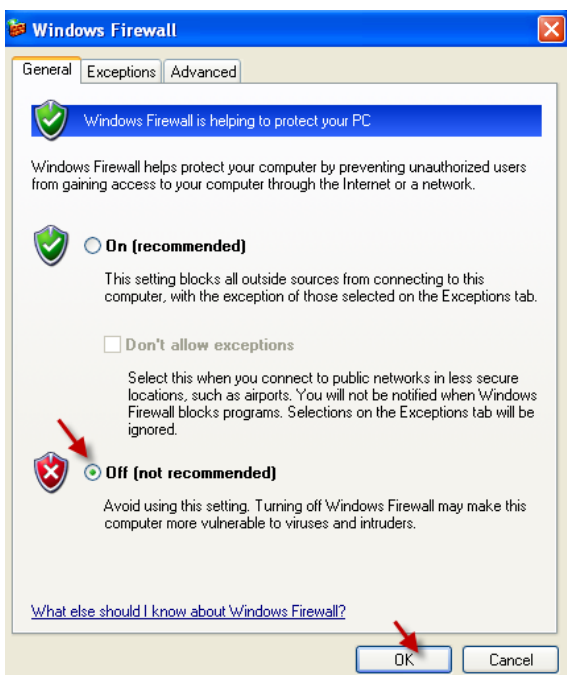 Windows Firewall
General Exceptions Advanced
Windows Firewall is helping to protect your PC
Windows Firewall helps protect your computer by preventing unauthorized users
from gaining access to your computer through the Internet or a network.
On (recommended)
This setting blocks all outside sources from connecting to this
computer, with the exception of those selected on the Exceptions tab.
Don't allow exceptions
Select this when you connect to public networks in less secure
locations, such as airports. You will not be notified when Windows
Firewall blocks programs. Selections on the Exceptions tab will be
ignored.
Off (not recommended)
Avoid using this setting. Turning off Windows Firewall may make this
computer more vulnerable to viruses and intruders.
What else should I know about Windows Firewall?
OK Cancel